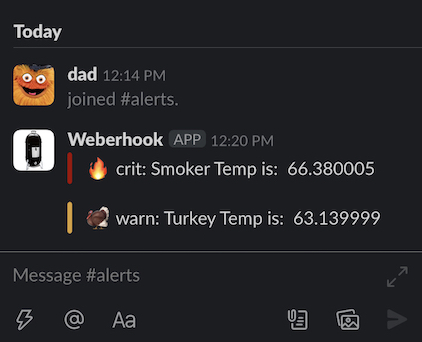 Today
dad 12:14 PM
joined #alerts.
Weberhook APP 12:20 PM
crit: Smoker Temp is: 66.380005
warn: Turkey Temp is: 63.139999
Message #alerts
@ Aa